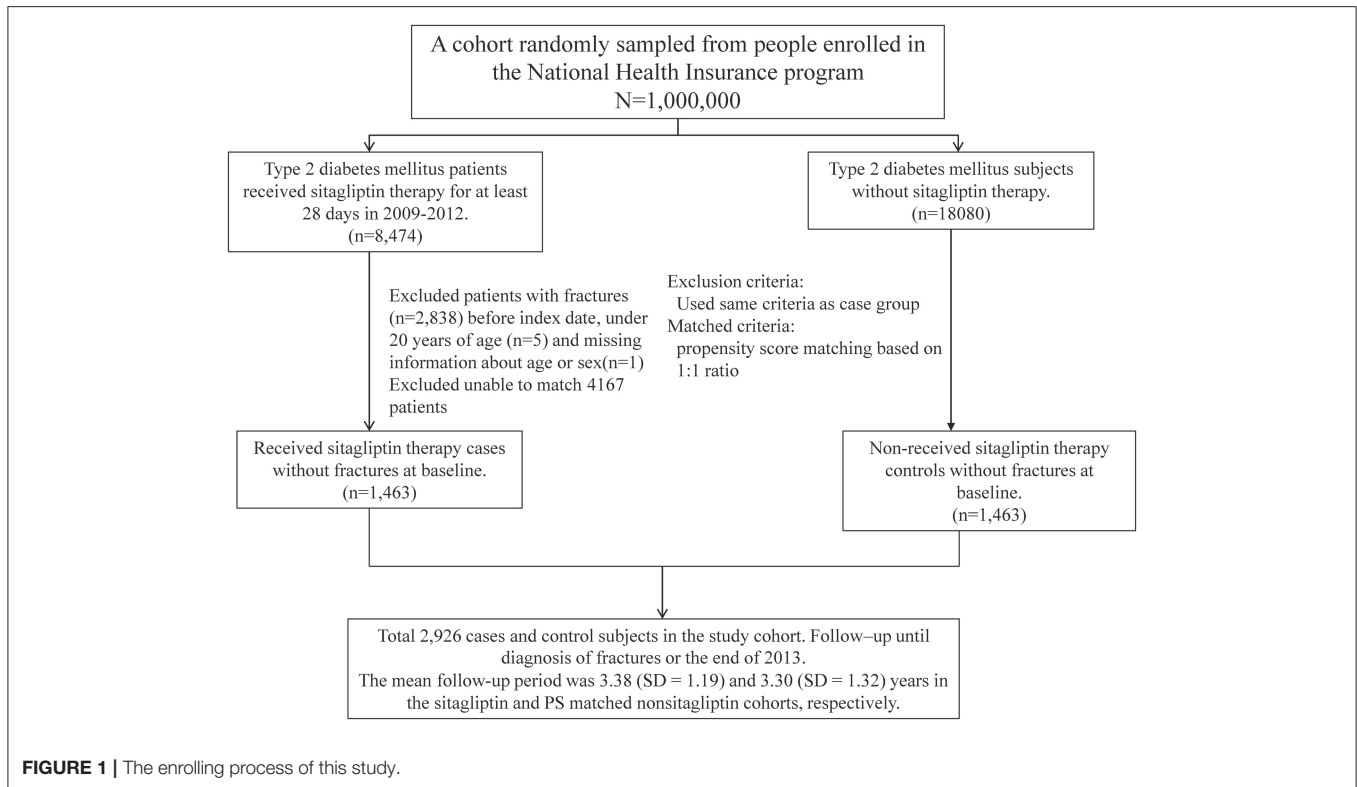 A cohort randomly sampled from people enrolled in
the National Health Insurance program
N=1,000,000
Type 2 diabetes mellitus patients
received sitagliptin therapy for at least
28 days in 2009-2012.
(n=8,474)
Type 2 diabetes mellitus subjects
without sitagliptin therapy.
(n=18080)
Excluded patients with fractures
(n=2,838) before index date, under
20 years of age (n=5) and missing
information about age or sex(n=1)
Excluded unable to match 4167
patients
Exclusion criteria:
Used same criteria as case group
Matched criteria:
propensity score matching based on
1:1 ratio
Received sitagliptin therapy cases
without fractures at baseline.
(n=1,463)
Non-received sitagliptin therapy
controls without fractures at
baseline.
(n=1,463)
Total 2,926 cases and control subjects in the study cohort. Follow–up until
diagnosis of fractures or the end of 2013.
The mean follow-up period was 3.38 (SD = 1.19) and 3.30 (SD = 1.32) years in
the sitagliptin and PS matched nonsitagliptin cohorts, respectively.
FIGURE 1 | The enrolling process of this study.